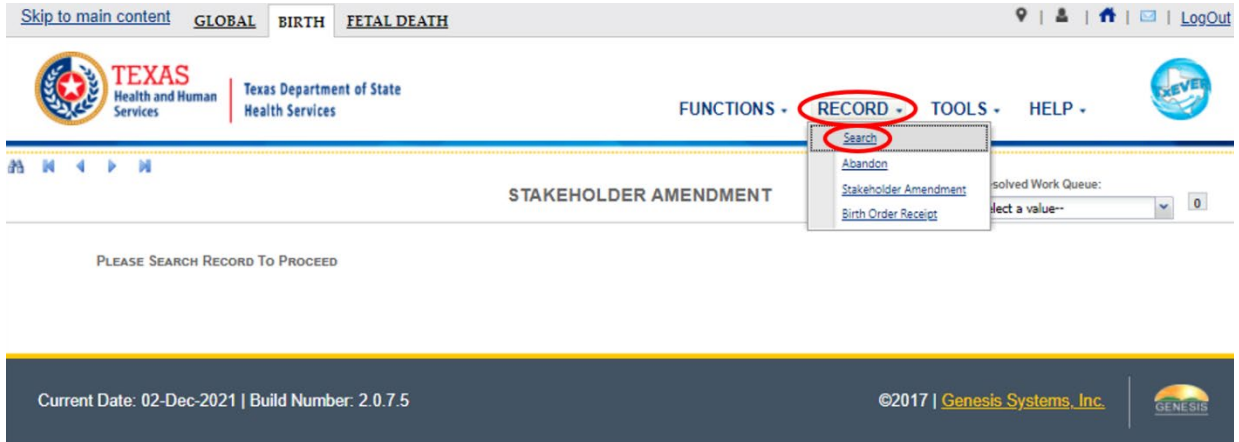 Skip to main content GLOBAL BIRTH FETAL DEATH | | | | LogOut
TEXAS
Health and Human
Services
Texas Department of State
Health Services
TXEVER
FUNCTIONS RECORD TOOLS HELP
Search
Abandon
Stakeholder Amendment
Birth Order Receipt
STAKEHOLDER AMENDMENT
solved Work Queue:
lect a value-- 0
PLEASE SEARCH RECORD TO PROCEED
Current Date: 02-Dec-2021 | Build Number: 2.0.7.5
©2017 | Genesis Systems, Inc.
GENESIS